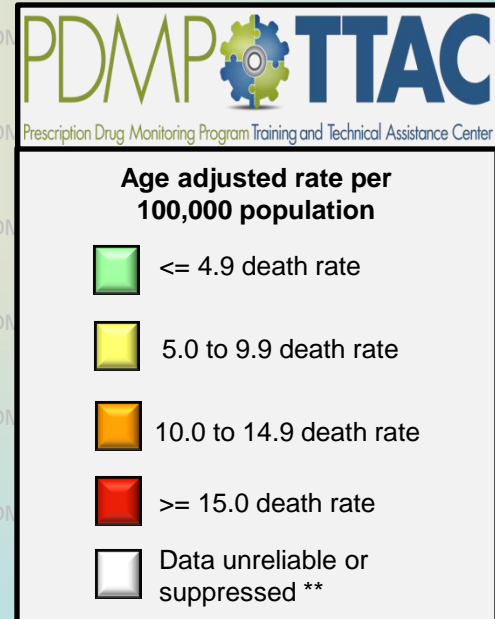 PDMP TTAC
Prescription Drug Monitoring Program Training and Technical Assistance Center
Age adjusted rate per
100,000 population
<= 4.9 death rate
5.0 to 9.9 death rate
10.0 to 14.9 death rate
>= 15.0 death rate
Data unreliable or
suppressed **